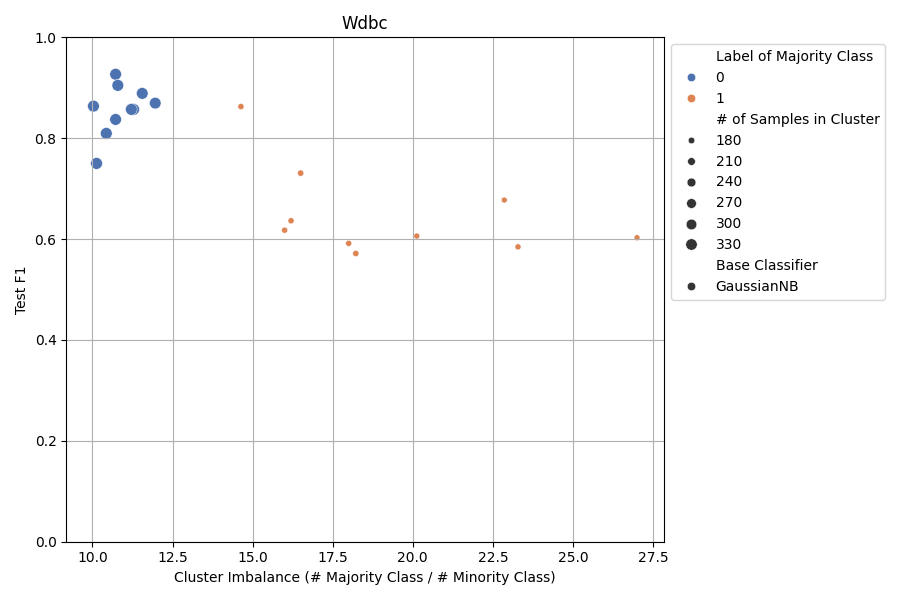 Wdbc
1.0
0.8
0.6
0.4
0.2
0.0
Test F1
10.0 12.5 15.0 17.5 20.0 22.5 25.0 27.5
Cluster Imbalance (# Majority Class / # Minority Class)
Label of Majority Class
0
1
# of Samples in Cluster
180
210
240
270
300
330
Base Classifier
GaussianNB